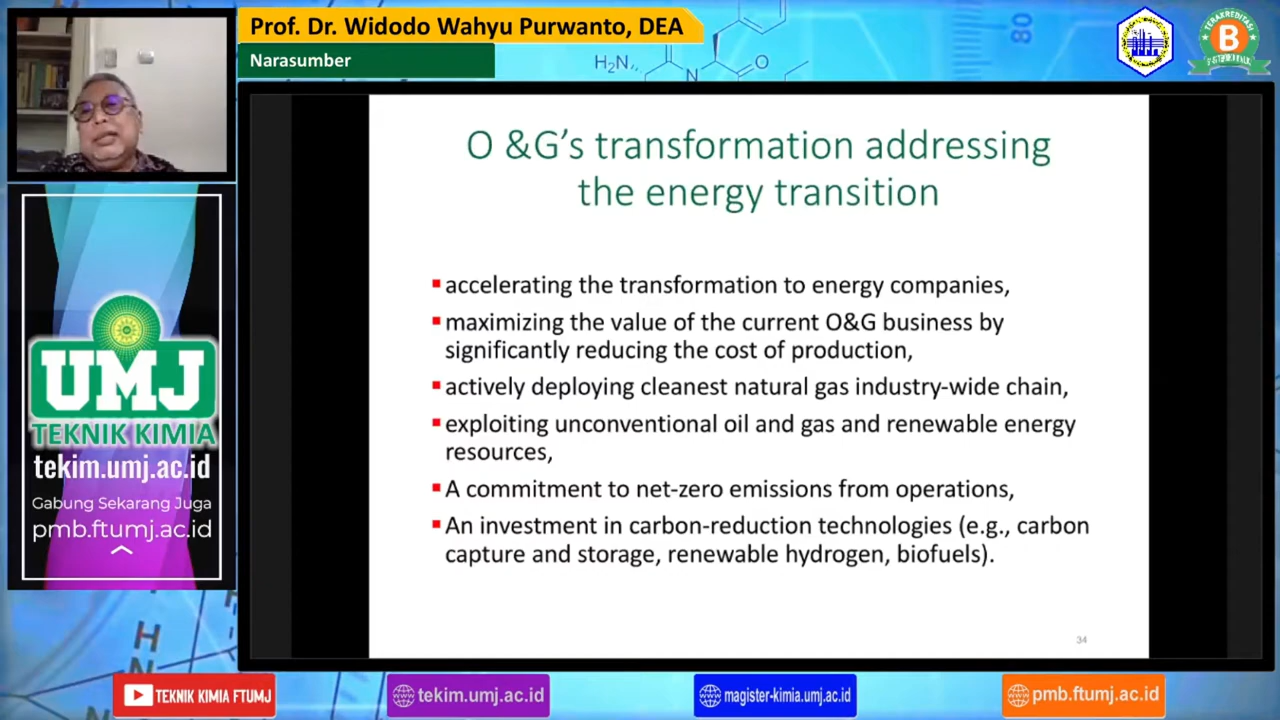 Prof. Dr. Widodo Wahyu Purwanto, DEA
Narasumber
H₂N
N
O
80
TERAKREDITASI
B
O &G's transformation addressing
the energy transition
▪accelerating the transformation to energy companies,
▪maximizing the value of the current O&G business by
significantly reducing the cost of production,
▪actively deploying cleanest natural gas industry-wide chain,
▪exploiting unconventional oil and gas and renewable energy
resources,
▪A commitment to net-zero emissions from operations,
▪An investment in carbon-reduction technologies (e.g., carbon
capture and storage, renewable hydrogen, biofuels).
34
UMJ
TEKNIK KIMIA
tekim.umj.ac.id
Gabung Sekarang Juga
pmb.ftumj.ac.id
H
N
H
TEKNIK KIMIA FTUMJ
tekim.umj.ac.id
magister-kimia.umj.ac.id
pmb.ftumj.ac.id